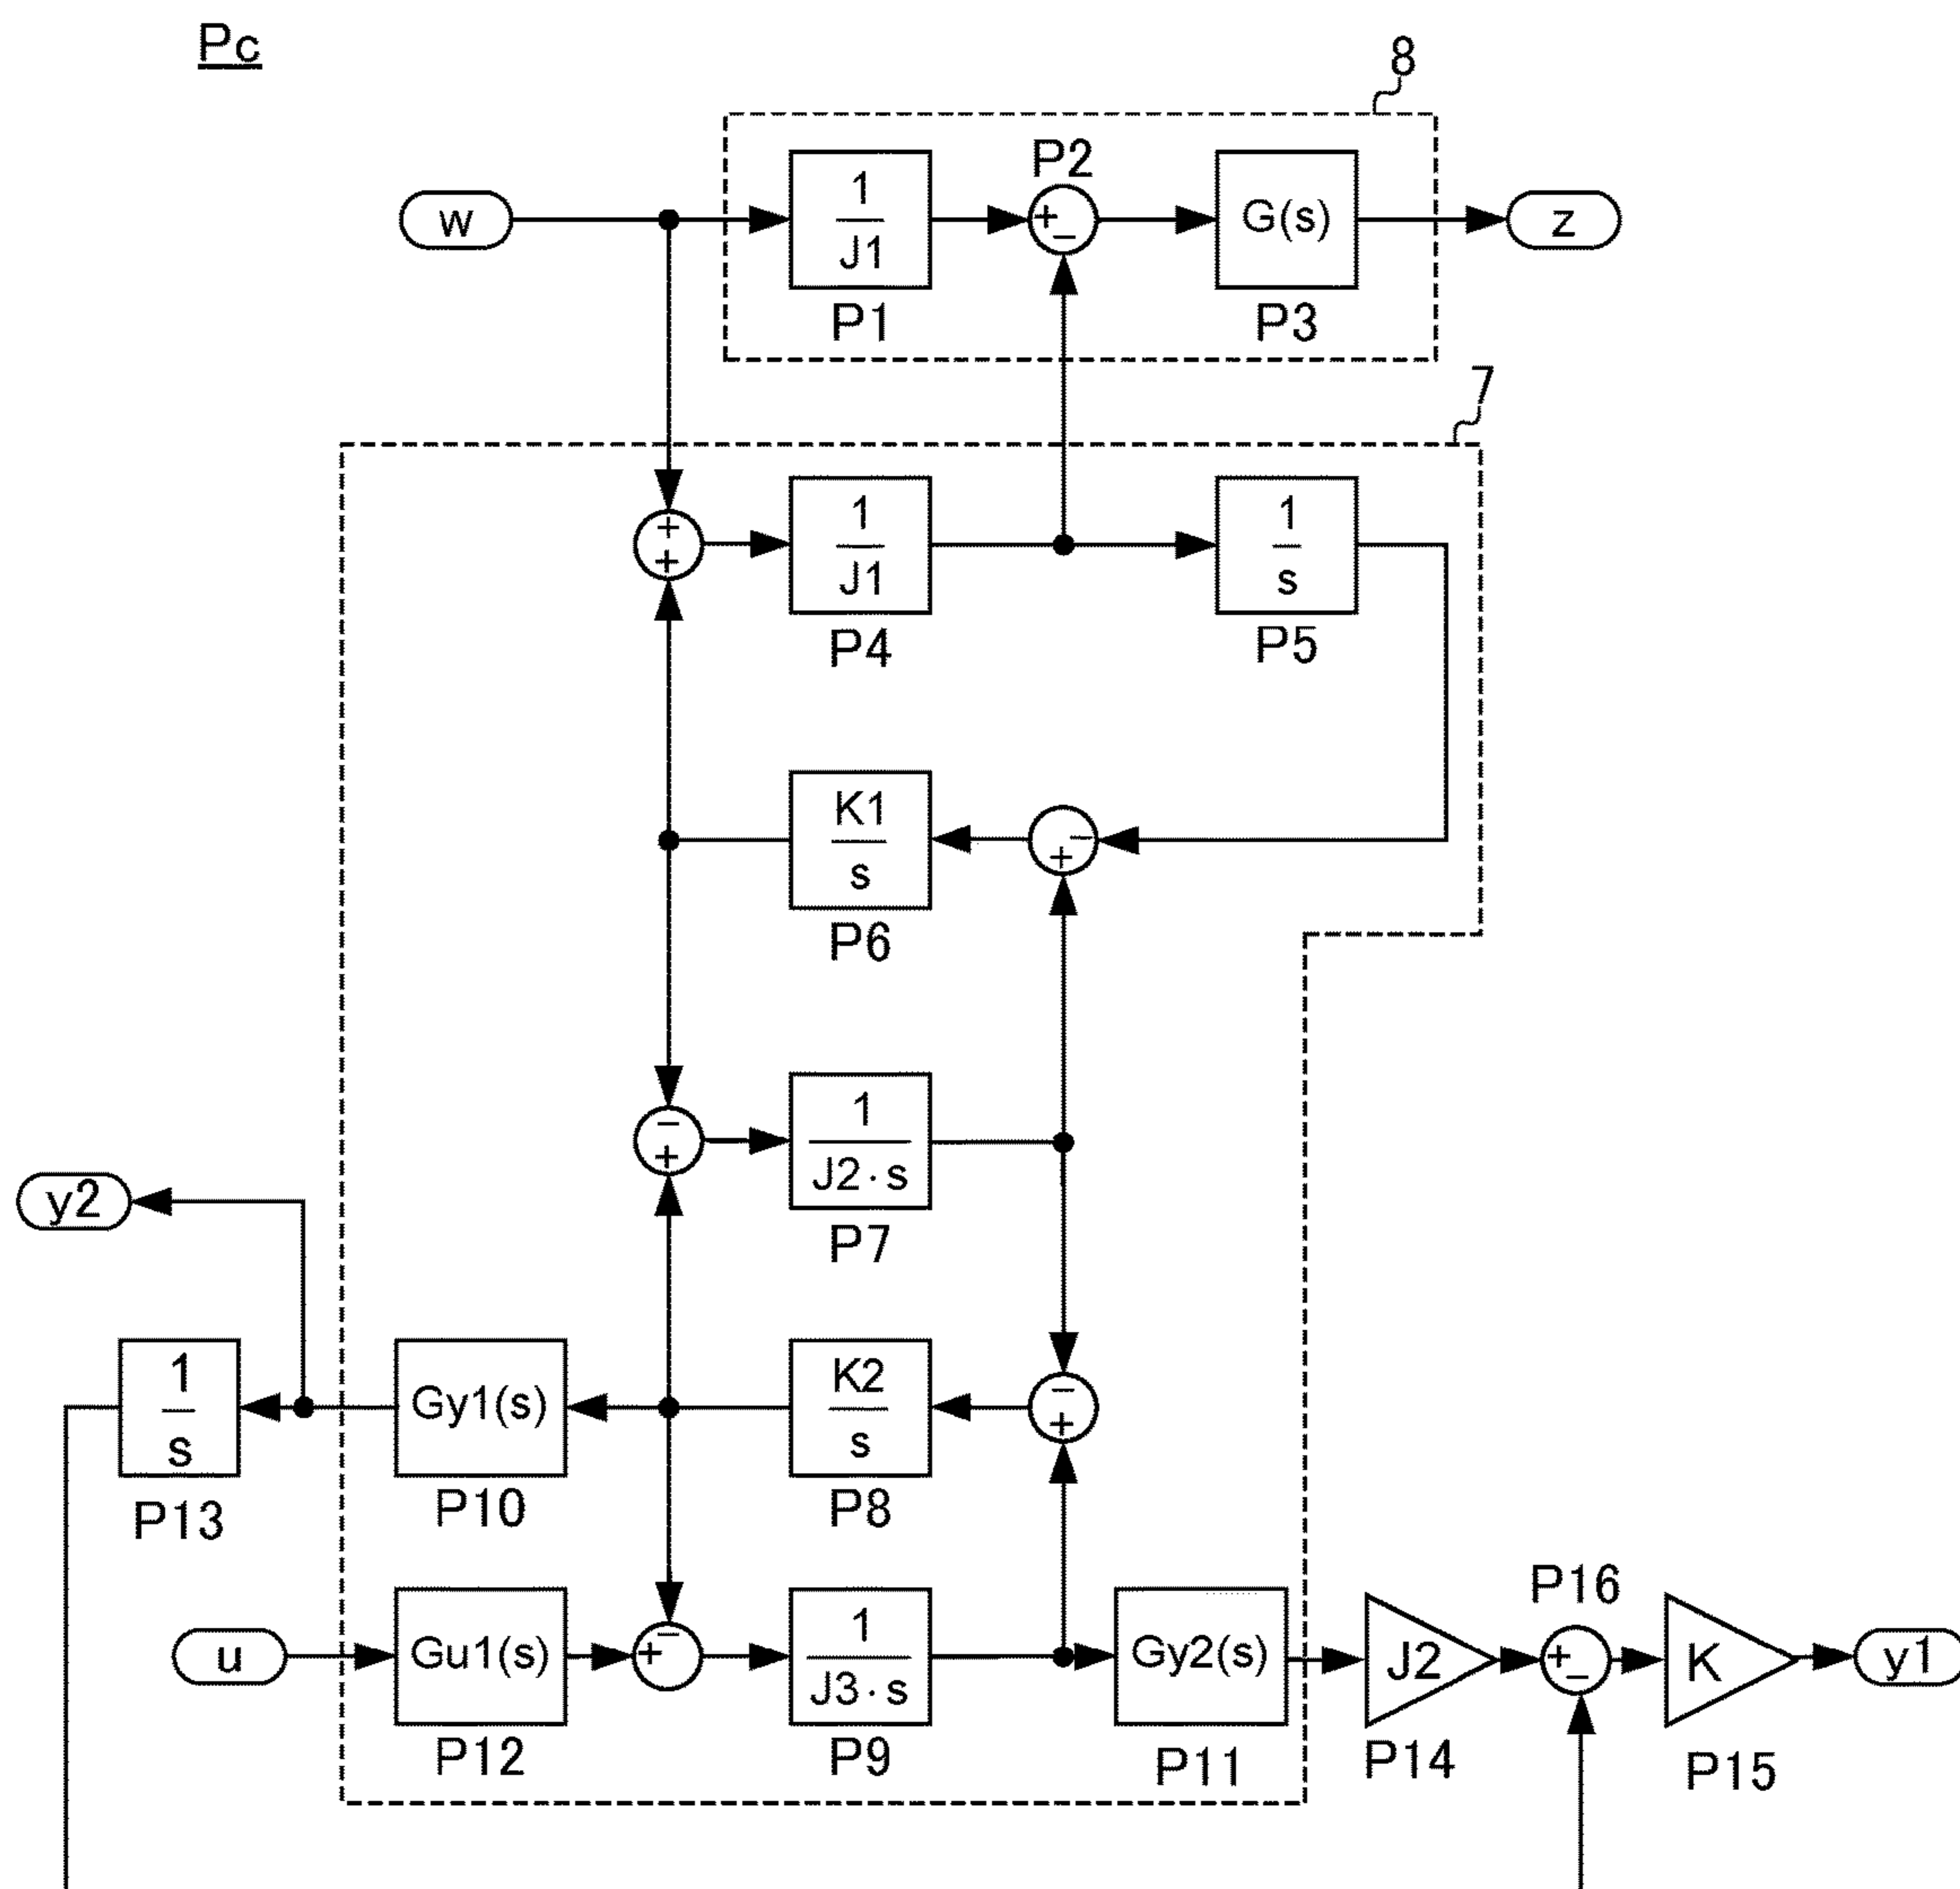 Pc
8
P2
w
1
J1
+
−
G(s)
z
P1
P3
7
+
+
1
J1
1
s
P4
P5
K1
s
−
+
P6
−
+
1
J2·s
y2
P7
1
s
Gy1(s)
K2
s
−
+
P13
P10
P8
P16
u
Gu1(s)
+
−
1
J3·s
Gy2(s)
J2
+
−
K
y1
P12
P9
P11
P14
P15